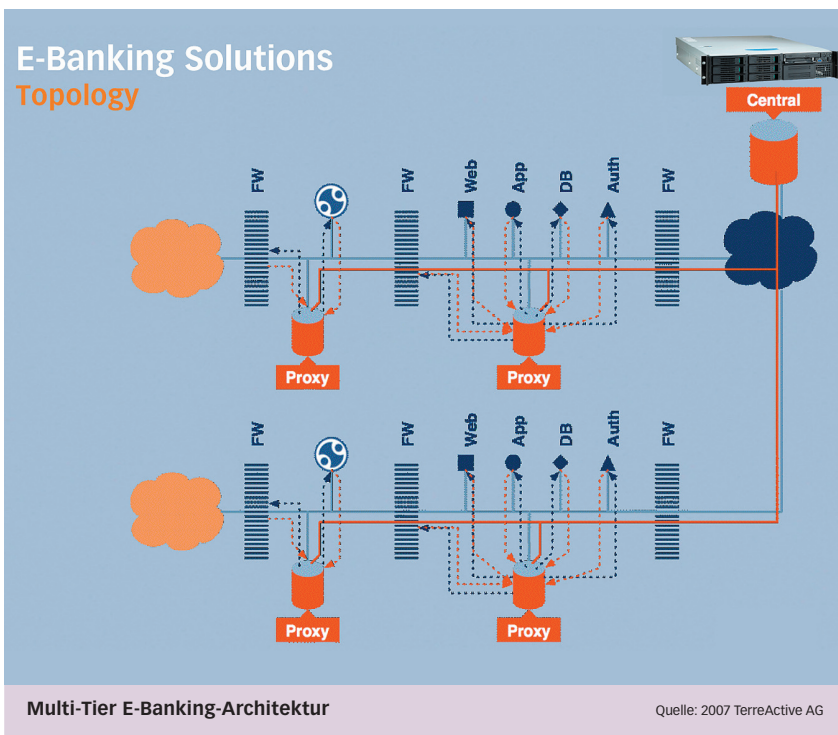 E-Banking Solutions
Topology
Central
FW
FW
Web
App
DB
Auth
FW
Proxy
Proxy
FW
FW
Web
App
DB
Auth
FW
Proxy
Proxy
Multi-Tier E-Banking-Architektur
Quelle: 2007 TerreActive AG